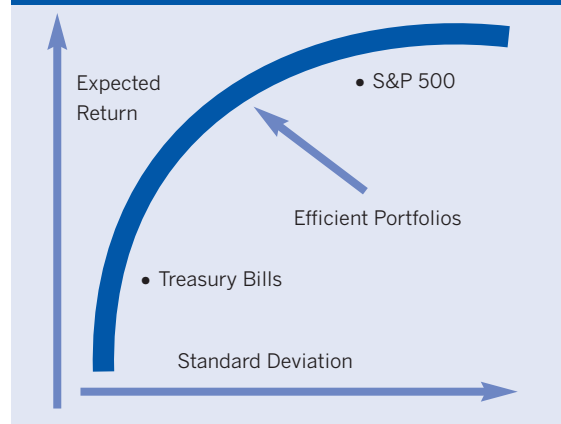 Expected
Return
• S&P 500
Efficient Portfolios
• Treasury Bills
Standard Deviation